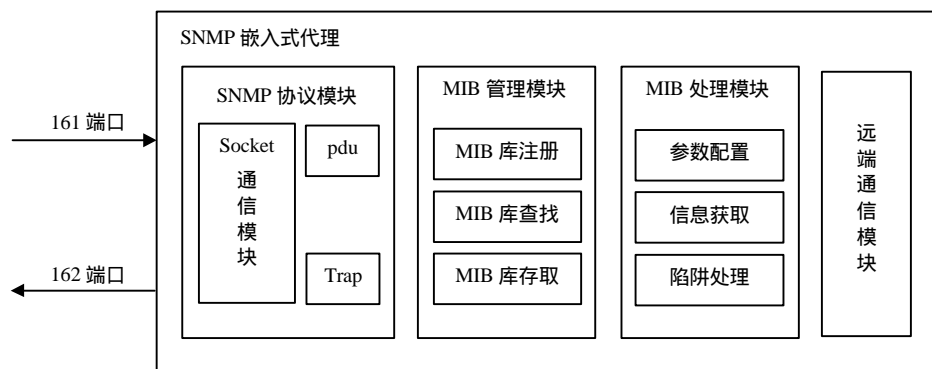 SNMP 嵌入式代理
161 端口
162 端口
SNMP 协议模块
Socket
通
信
模
块
pdu
Trap
MIB 管理模块
MIB 库注册
MIB 库查找
MIB 库存取
MIB 处理模块
参数配置
信息获取
陷阱处理
远
端
通
信
模
块